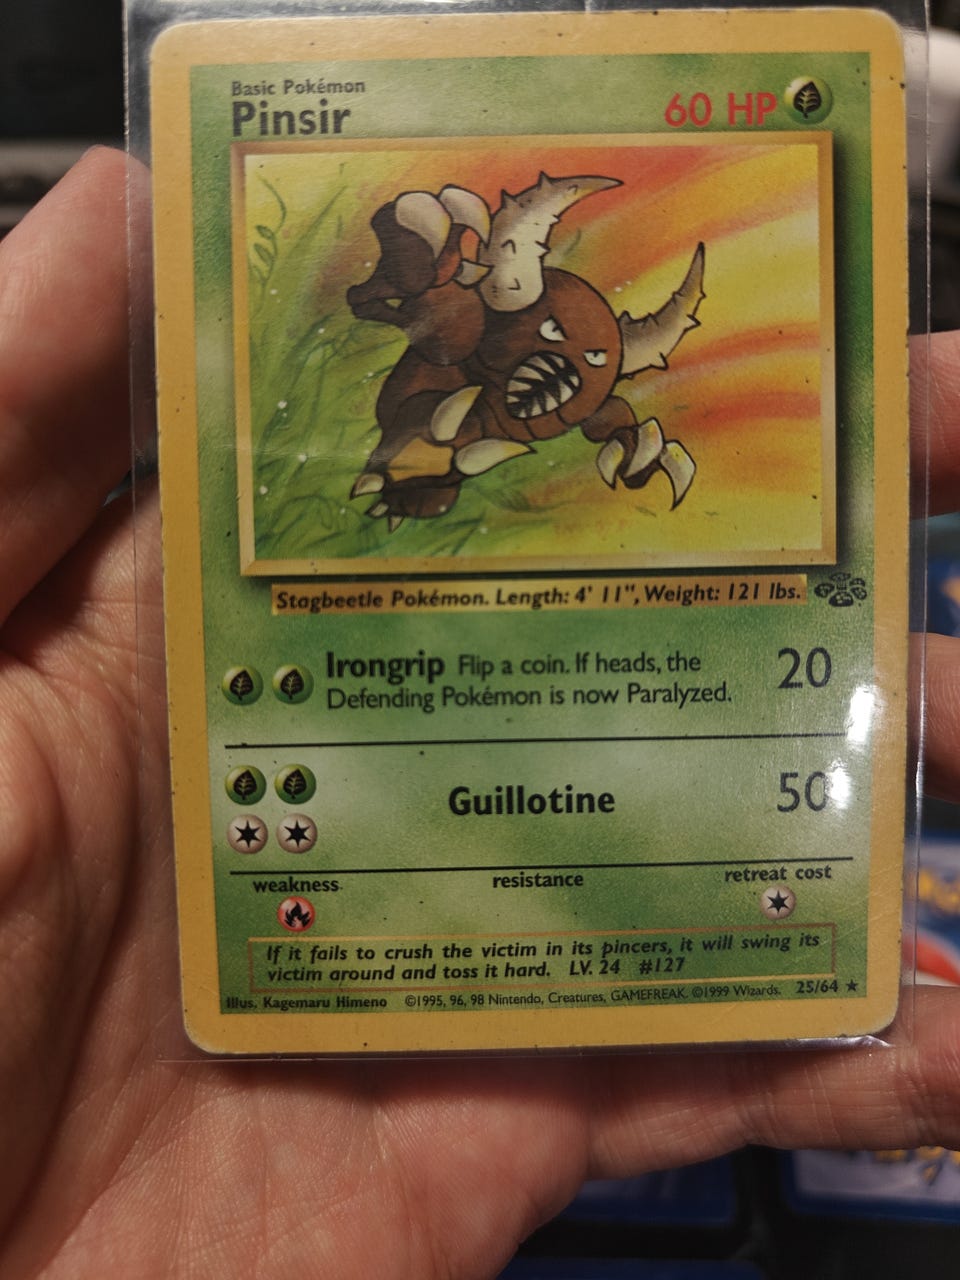 Basic Pokémon
Pinsir
60 HP
Stagbeetle Pokémon. Length: 4' 11", Weight: 121 lbs.
Irongrip Flip a coin. If heads, the
Defending Pokémon is now Paralyzed.
20
Guillotine
50
weakness
resistance
retreat cost
If it fails to crush the victim in its pincers, it will swing its
victim around and toss it hard. LV. 24 #127
Illus. Kagemaru Himeno ©1995, 96, 98 Nintendo, Creatures, GAMEFREAK. ©1999 Wizards. 25/64 ★